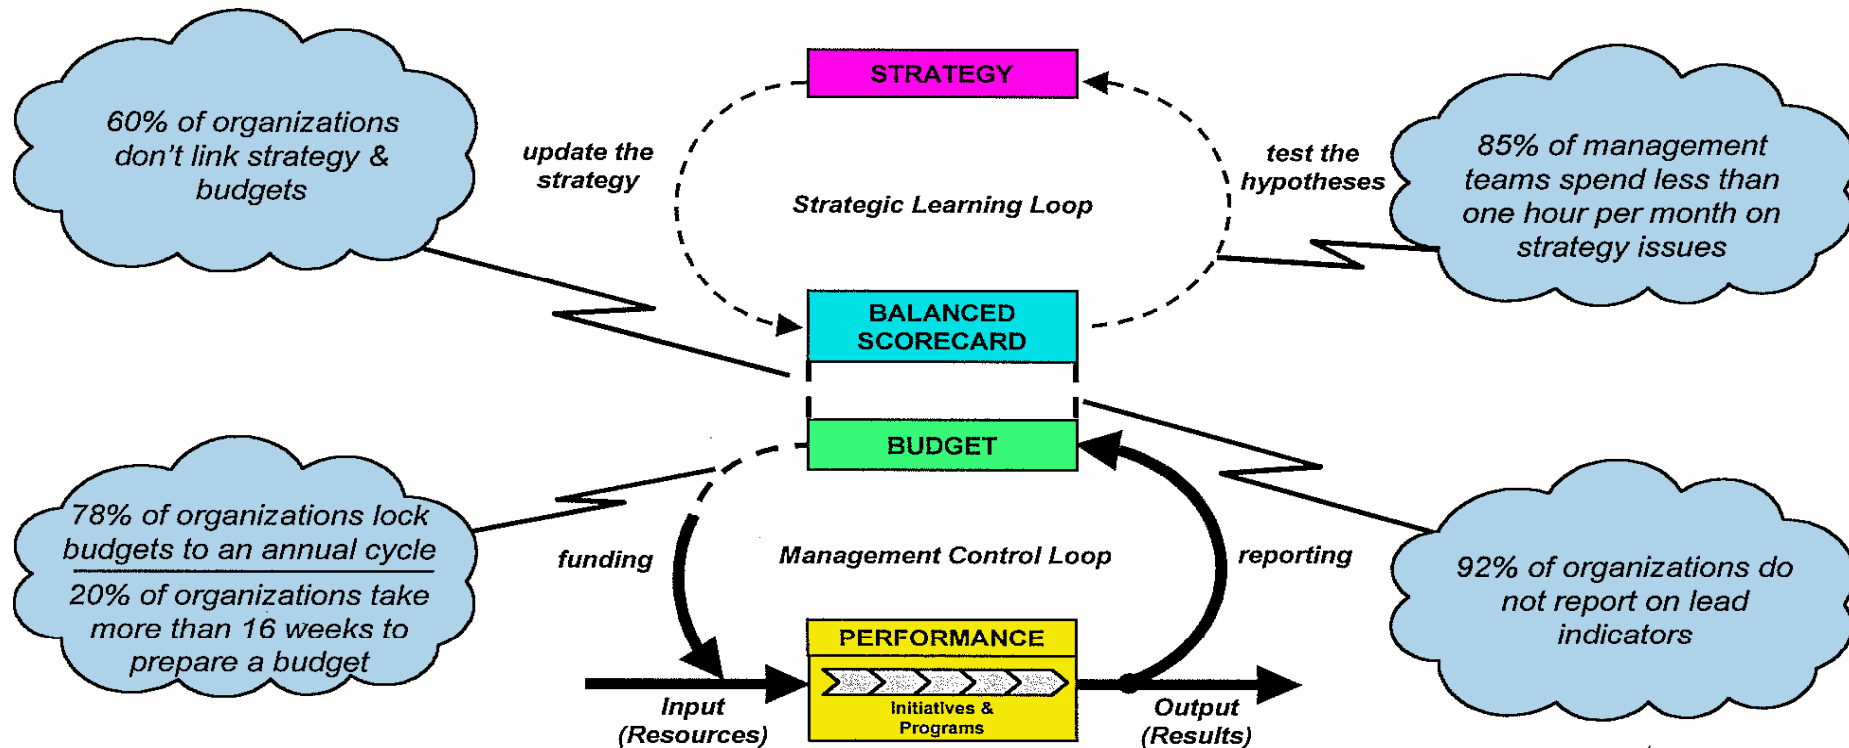 60% of organizations
don't link strategy &
budgets
STRATEGY
update the
strategy
test the
hypotheses
Strategic Learning Loop
85% of management
teams spend less than
one hour per month on
strategy issues
BALANCED
SCORECARD
BUDGET
78% of organizations lock
budgets to an annual cycle
20% of organizations take
more than 16 weeks to
prepare a budget
funding
Management Control Loop
reporting
92% of organizations do
not report on lead
indicators
PERFORMANCE
Initiatives &
Programs
Input
(Resources)
Output
(Results)